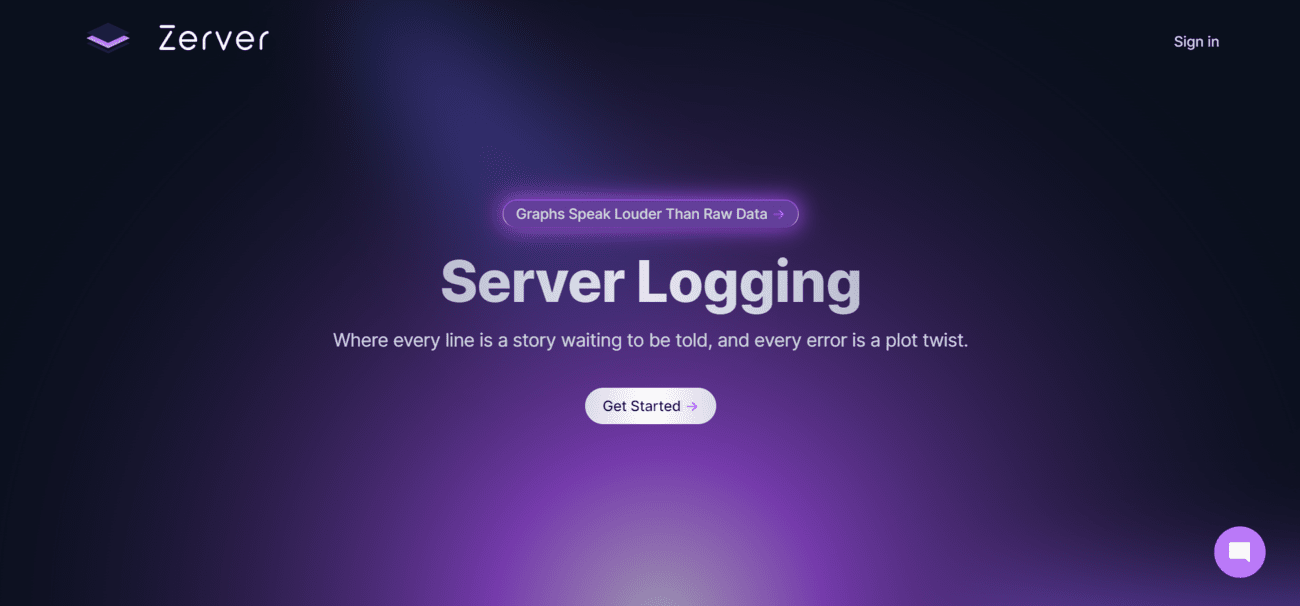 Zerver
Sign in
Graphs Speak Louder Than Raw Data →
Server Logging
Where every line is a story waiting to be told, and every error is a plot twist.
Get Started →